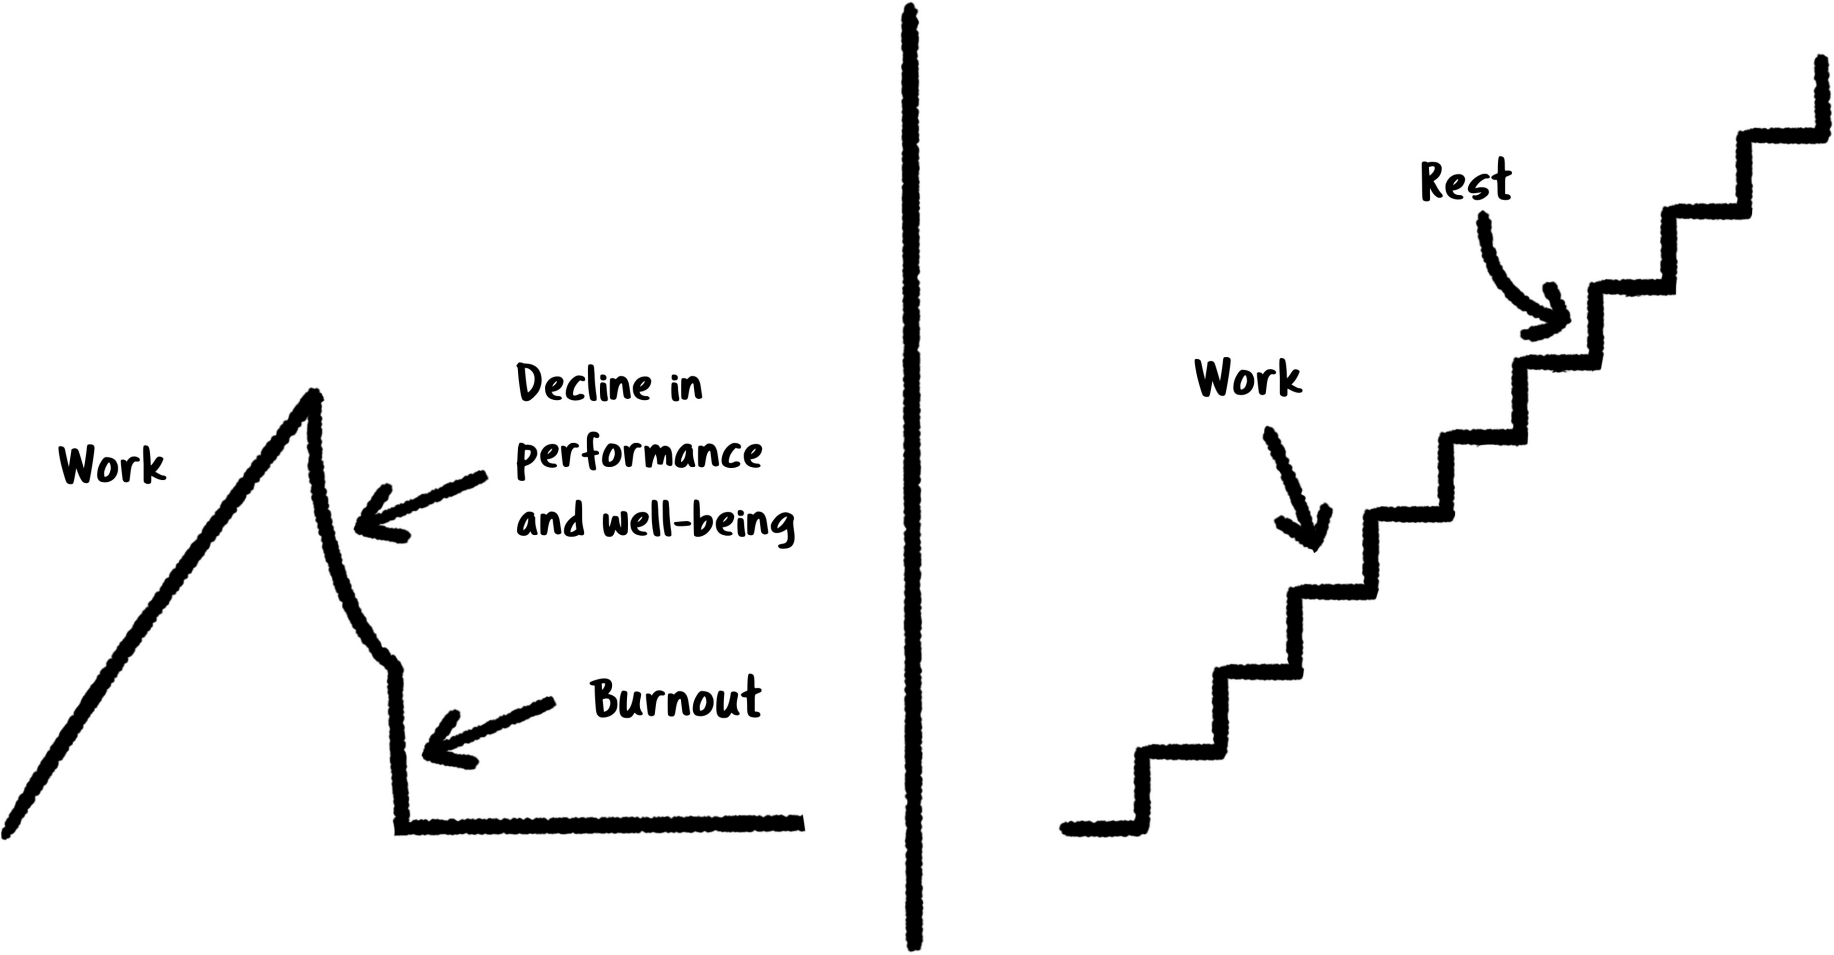 Work
Decline in
performance
and well-being
Burnout
Rest
Work